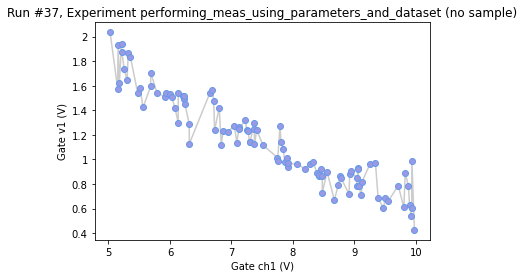 Run #37, Experiment performing_meas_using_parameters_and_dataset (no sample)
2
1.8
1.6
1.4
1.2
1
0.8
0.6
0.4
Gate v1 (V)
5 6 7 8 9 10
Gate ch1 (V)